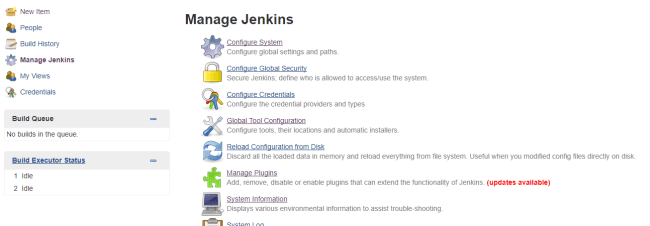 New Item
People
Build History
Manage Jenkins
My Views
Credentials
Build Queue
No builds in the queue.
Build Executor Status
1 Idle
2 Idle
Manage Jenkins
Configure System
Configure global settings and paths.
Configure Global Security
Secure Jenkins; define who is allowed to access/use the system.
Configure Credentials
Configure the credential providers and types
Global Tool Configuration
Configure tools, their locations and automatic installers.
Reload Configuration from Disk
Discard all the loaded data in memory and reload everything from file system. Useful when you modified config files directly on disk.
Manage Plugins
Add, remove, disable or enable plugins that can extend the functionality of Jenkins. (updates available)
System Information
Displays various environmental information to assist trouble-shooting.
System Log